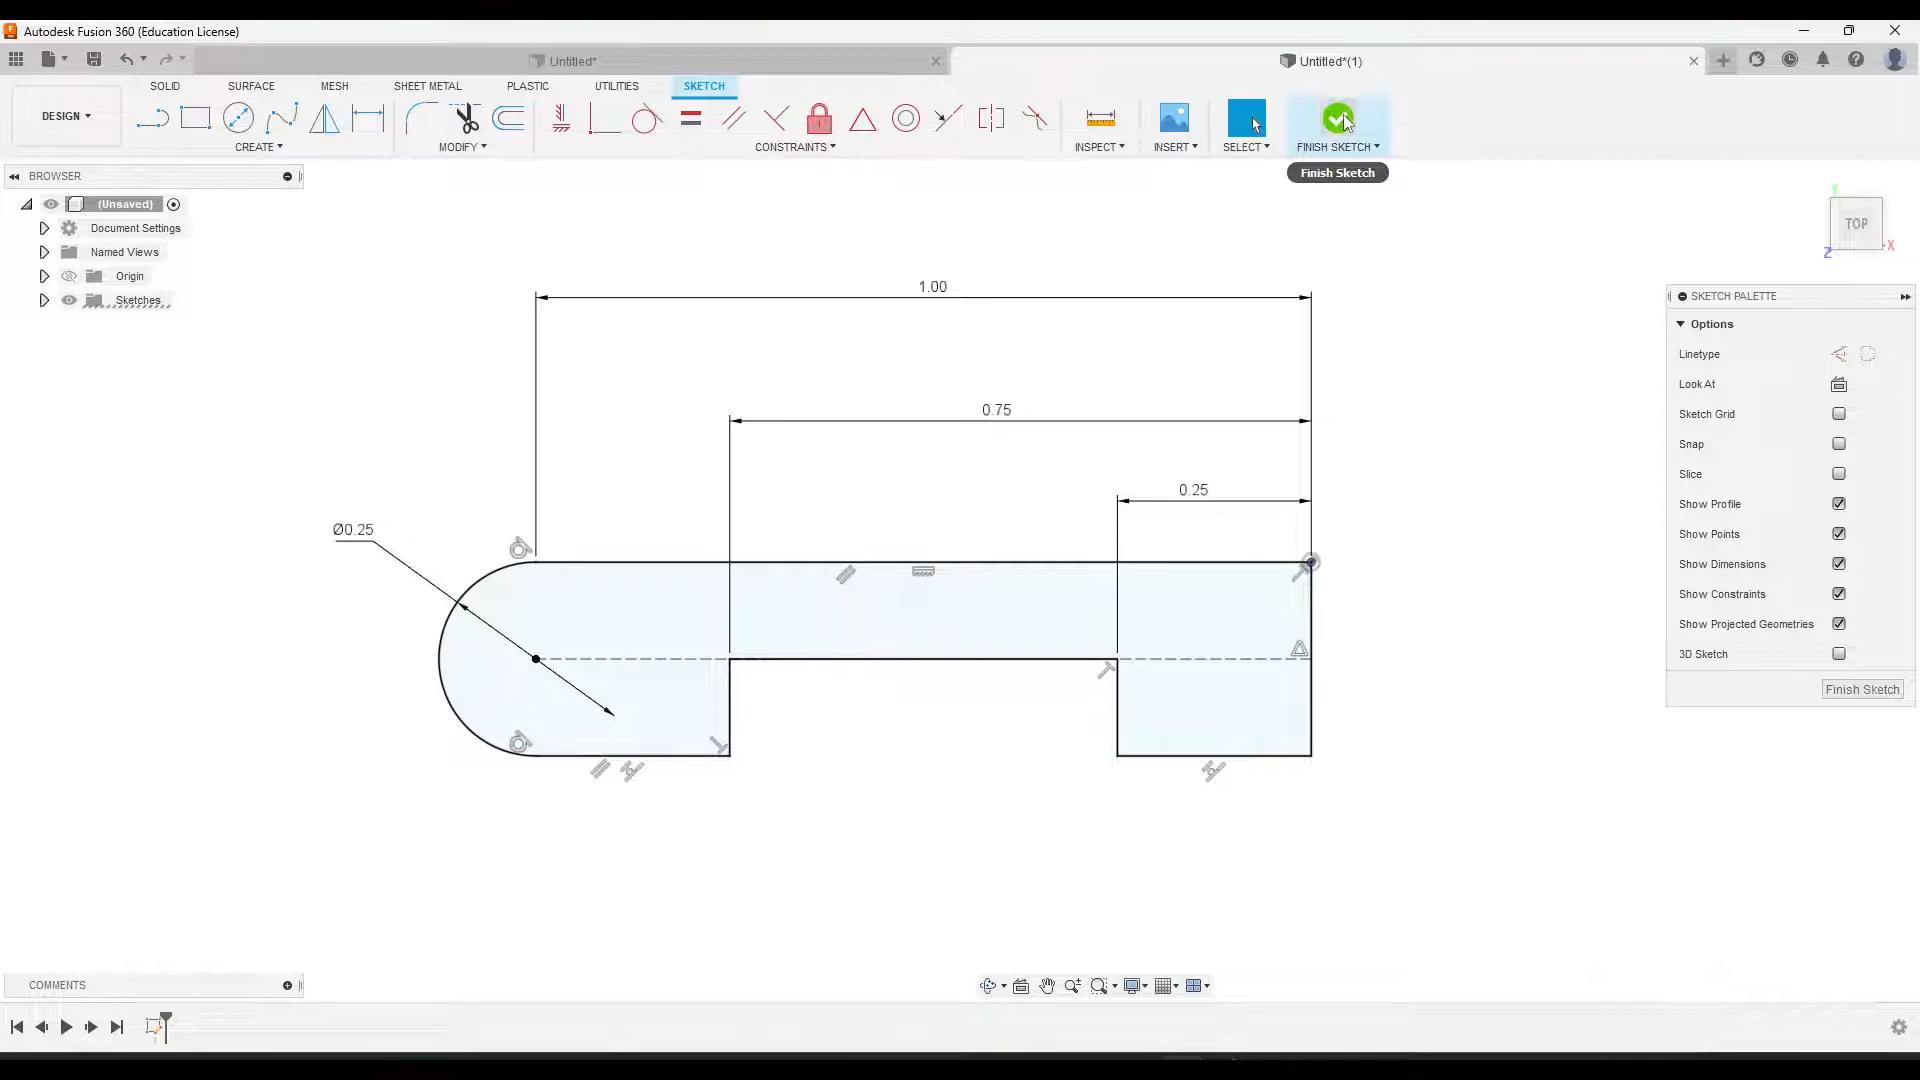 Autodesk Fusion 360 (Education License)
Untitled*
Untitled*(1)
DESIGN
SOLID SURFACE MESH SHEET METAL PLASTIC UTILITIES SKETCH
CREATE MODIFY CONSTRAINTS INSPECT INSERT SELECT FINISH SKETCH
Finish Sketch
BROWSER
(Unsaved)
Document Settings
Named Views
Origin
Sketches
Y
TOP
X
Z
1.00
0.75
0.25
Ø0.25
SKETCH PALETTE
Options
Linetype
Look At
Sketch Grid
Snap
Slice
Show Profile
Show Points
Show Dimensions
Show Constraints
Show Projected Geometries
3D Sketch
Finish Sketch
COMMENTS